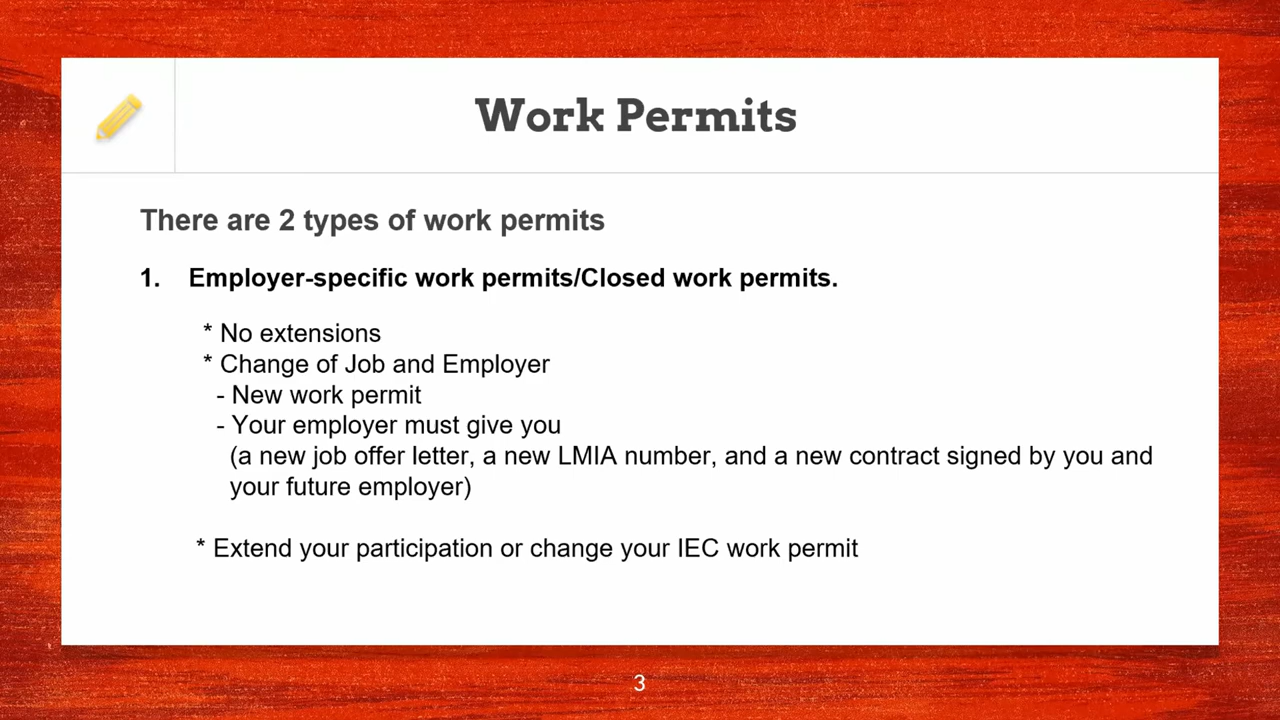 Work Permits
There are 2 types of work permits
1. Employer-specific work permits/Closed work permits.
* No extensions
* Change of Job and Employer
- New work permit
- Your employer must give you
(a new job offer letter, a new LMIA number, and a new contract signed by you and
your future employer)
* Extend your participation or change your IEC work permit
3